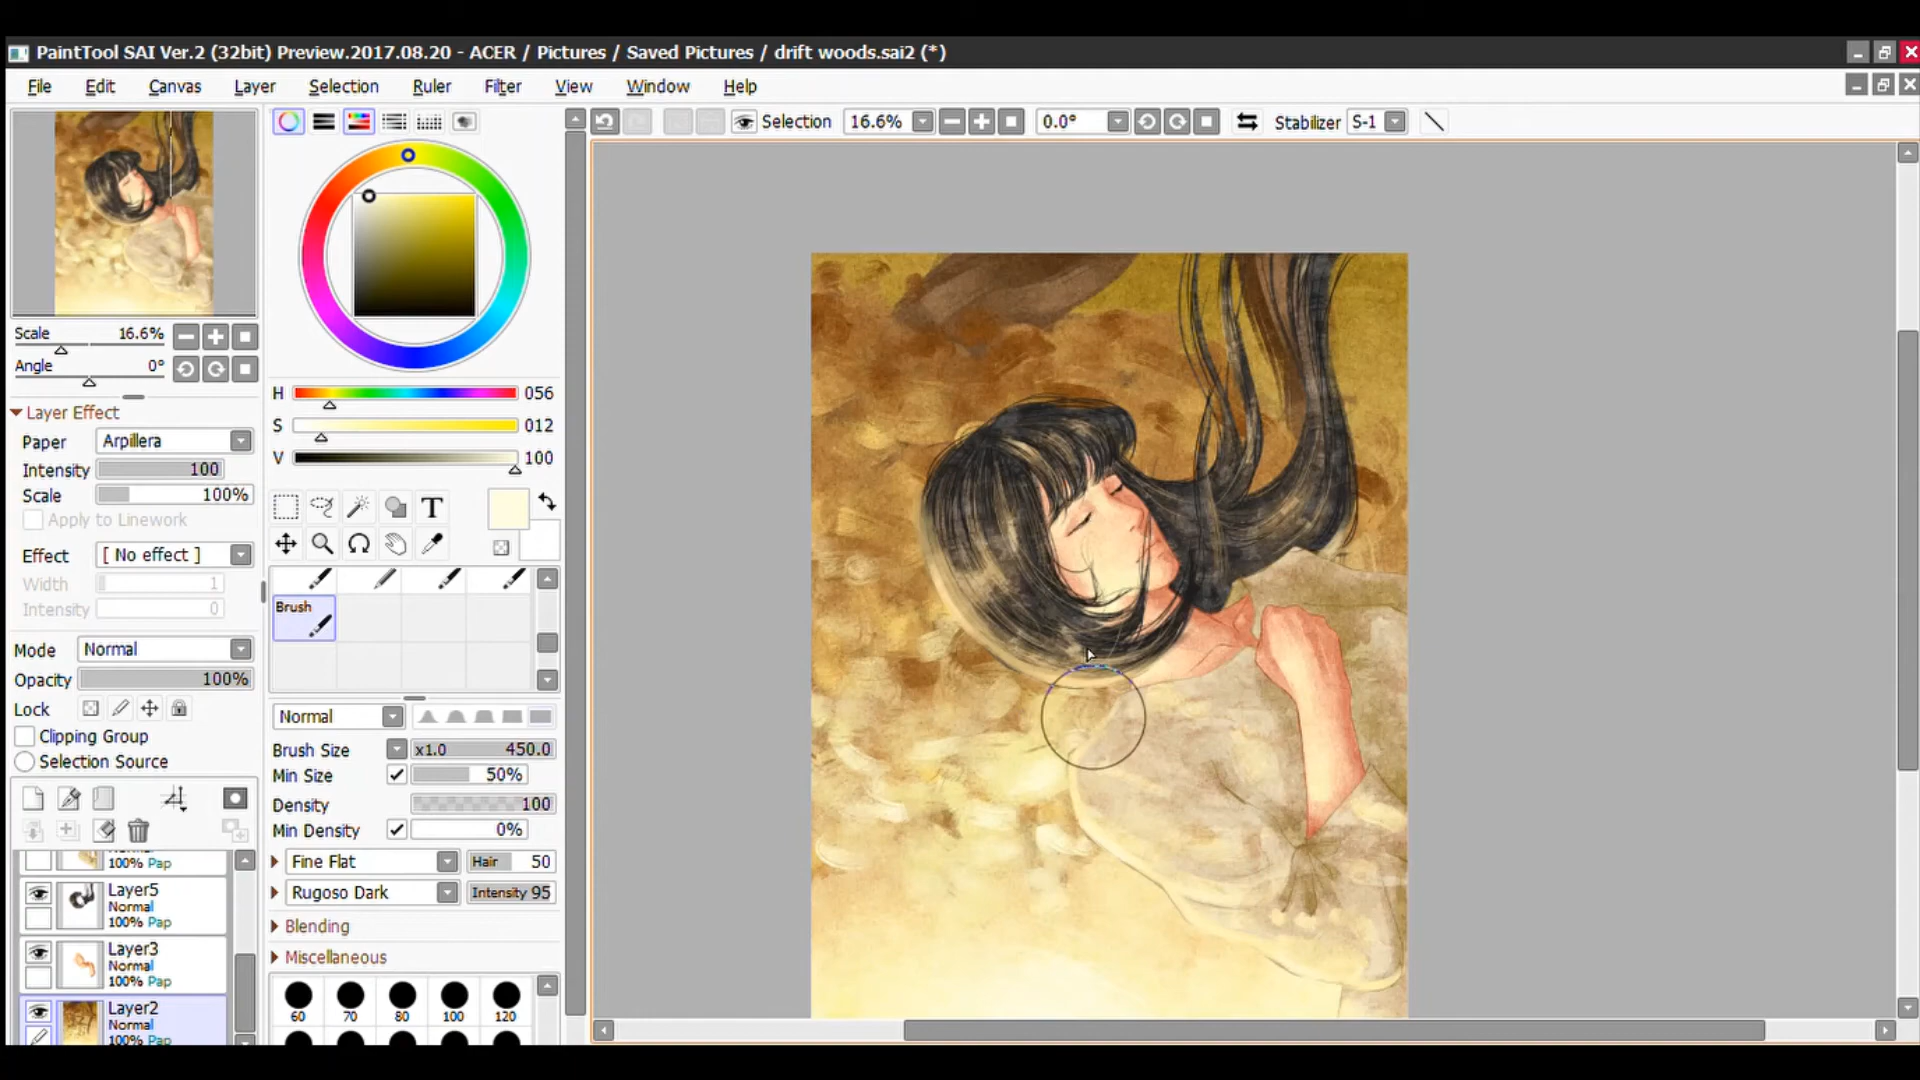 PaintTool SAI Ver.2 (32bit) Preview.2017.08.20 - ACER / Pictures / Saved Pictures / drift woods.sai2 (*)
File Edit Canvas Layer Selection Ruler Filter View Window Help
Selection 16.6% 0.0° Stabilizer S-1
Scale 16.6%
Angle 0°
Layer Effect
Paper Arpillera
Intensity 100
Scale 100%
Apply to Linework
Effect [ No effect ]
Width 1
Intensity 0
Mode Normal
Opacity 100%
Lock
Clipping Group
Selection Source
100% Pap
Layer5
Normal
100% Pap
Layer3
Normal
100% Pap
Layer2
Normal
100% Pap
H 056
S 012
V 100
T
Brush
Normal
Brush Size x1.0 450.0
Min Size 50%
Density 100
Min Density 0%
Fine Flat Hair 50
Rugoso Dark Intensity 95
Blending
Miscellaneous
60 70 80 100 120